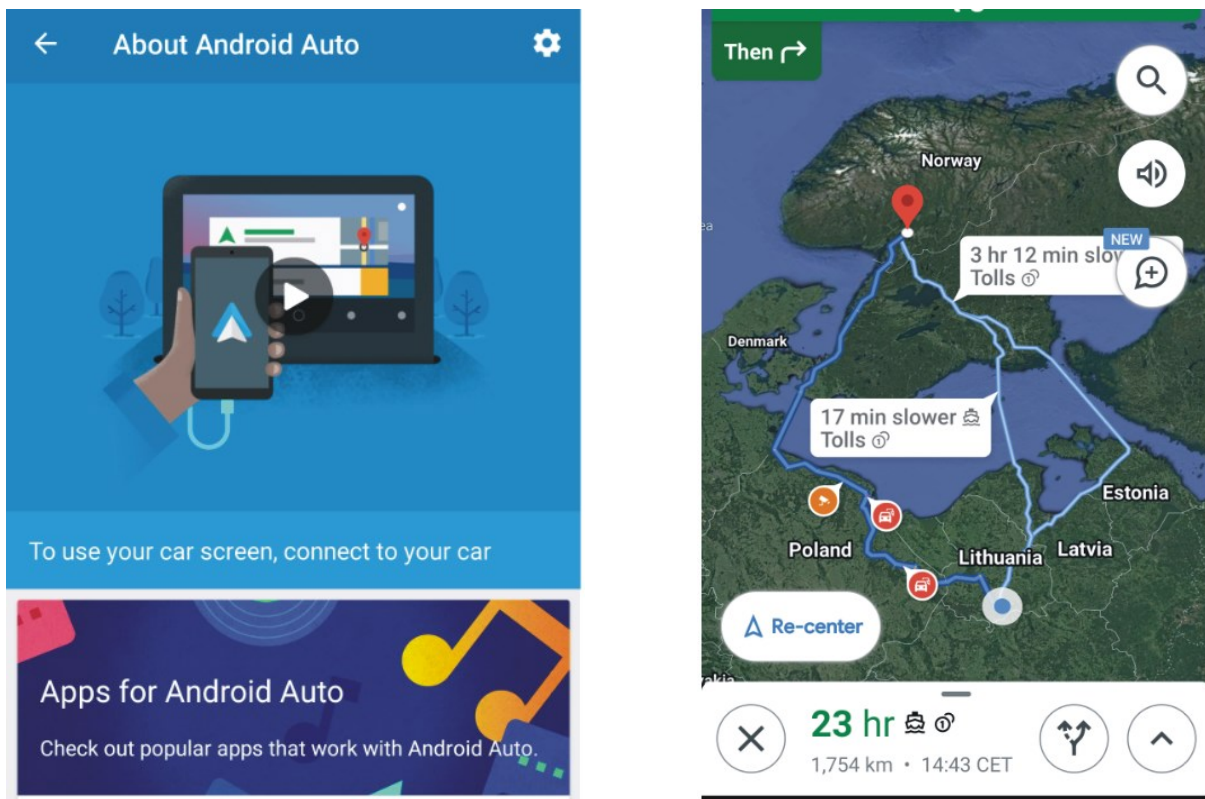 About Android Auto
To use your car screen, connect to your car
Apps for Android Auto
Check out popular apps that work with Android Auto.
Then
Norway
NEW
3 hr 12 min slow
Tolls
Denmark
17 min slower
Tolls
Estonia
Poland
Lithuania
Latvia
Re-center
23 hr
1,754 km • 14:43 CET